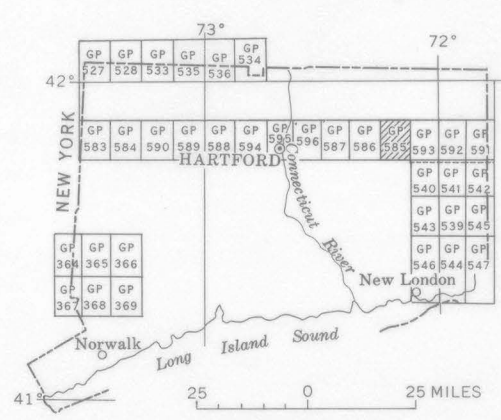 73°
72°
GP 527
GP 528
GP 533
GP 535
GP 536
GP 534
42°
NEW YORK
GP 583
GP 584
GP 590
GP 589
GP 588
GP 594
GP 595
GP 596
GP 587
GP 586
GP 585
GP 593
GP 592
GP 591
HARTFORD
Connecticut River
GP 540
GP 541
GP 542
GP 543
GP 539
GP 545
GP 546
GP 544
GP 547
GP 364
GP 365
GP 366
GP 367
GP 368
GP 369
New London
Norwalk
Long Island Sound
41°
25 0 25 MILES